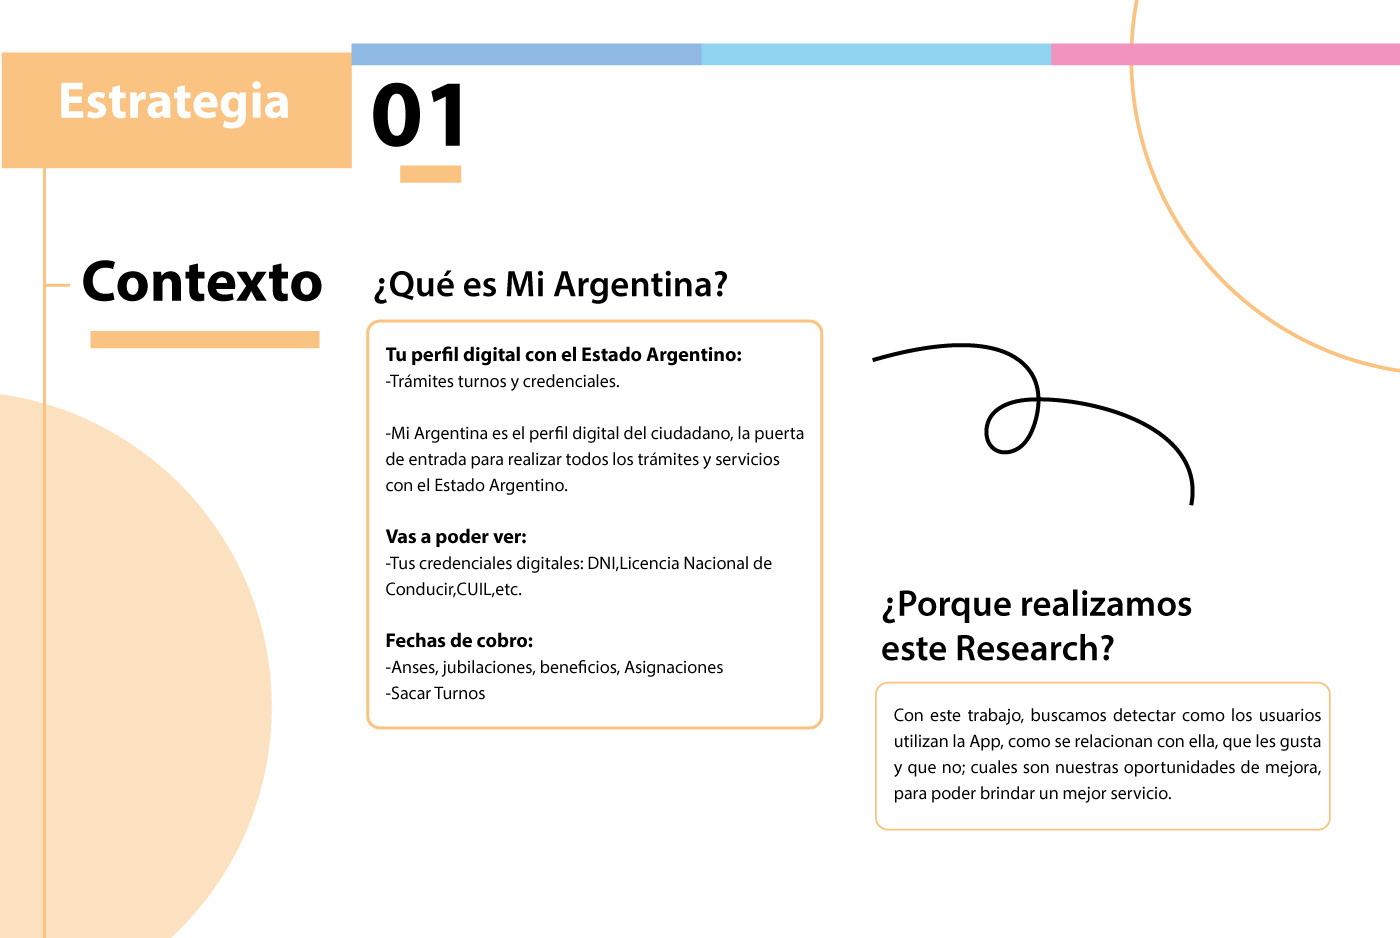 Estrategia
01
Contexto
¿Qué es Mi Argentina?
Tu perfil digital con el Estado Argentino:
-Trámites turnos y credenciales.
-Mi Argentina es el perfil digital del ciudadano, la puerta
de entrada para realizar todos los trámites y servicios
con el Estado Argentino.
Vas a poder ver:
-Tus credenciales digitales: DNI,Licencia Nacional de
Conducir,CUIL,etc.
Fechas de cobro:
-Anses, jubilaciones, beneficios, Asignaciones
-Sacar Turnos
¿Porque realizamos
este Research?
Con este trabajo, buscamos detectar como los usuarios
utilizan la App, como se relacionan con ella, que les gusta
y que no; cuales son nuestras oportunidades de mejora,
para poder brindar un mejor servicio.